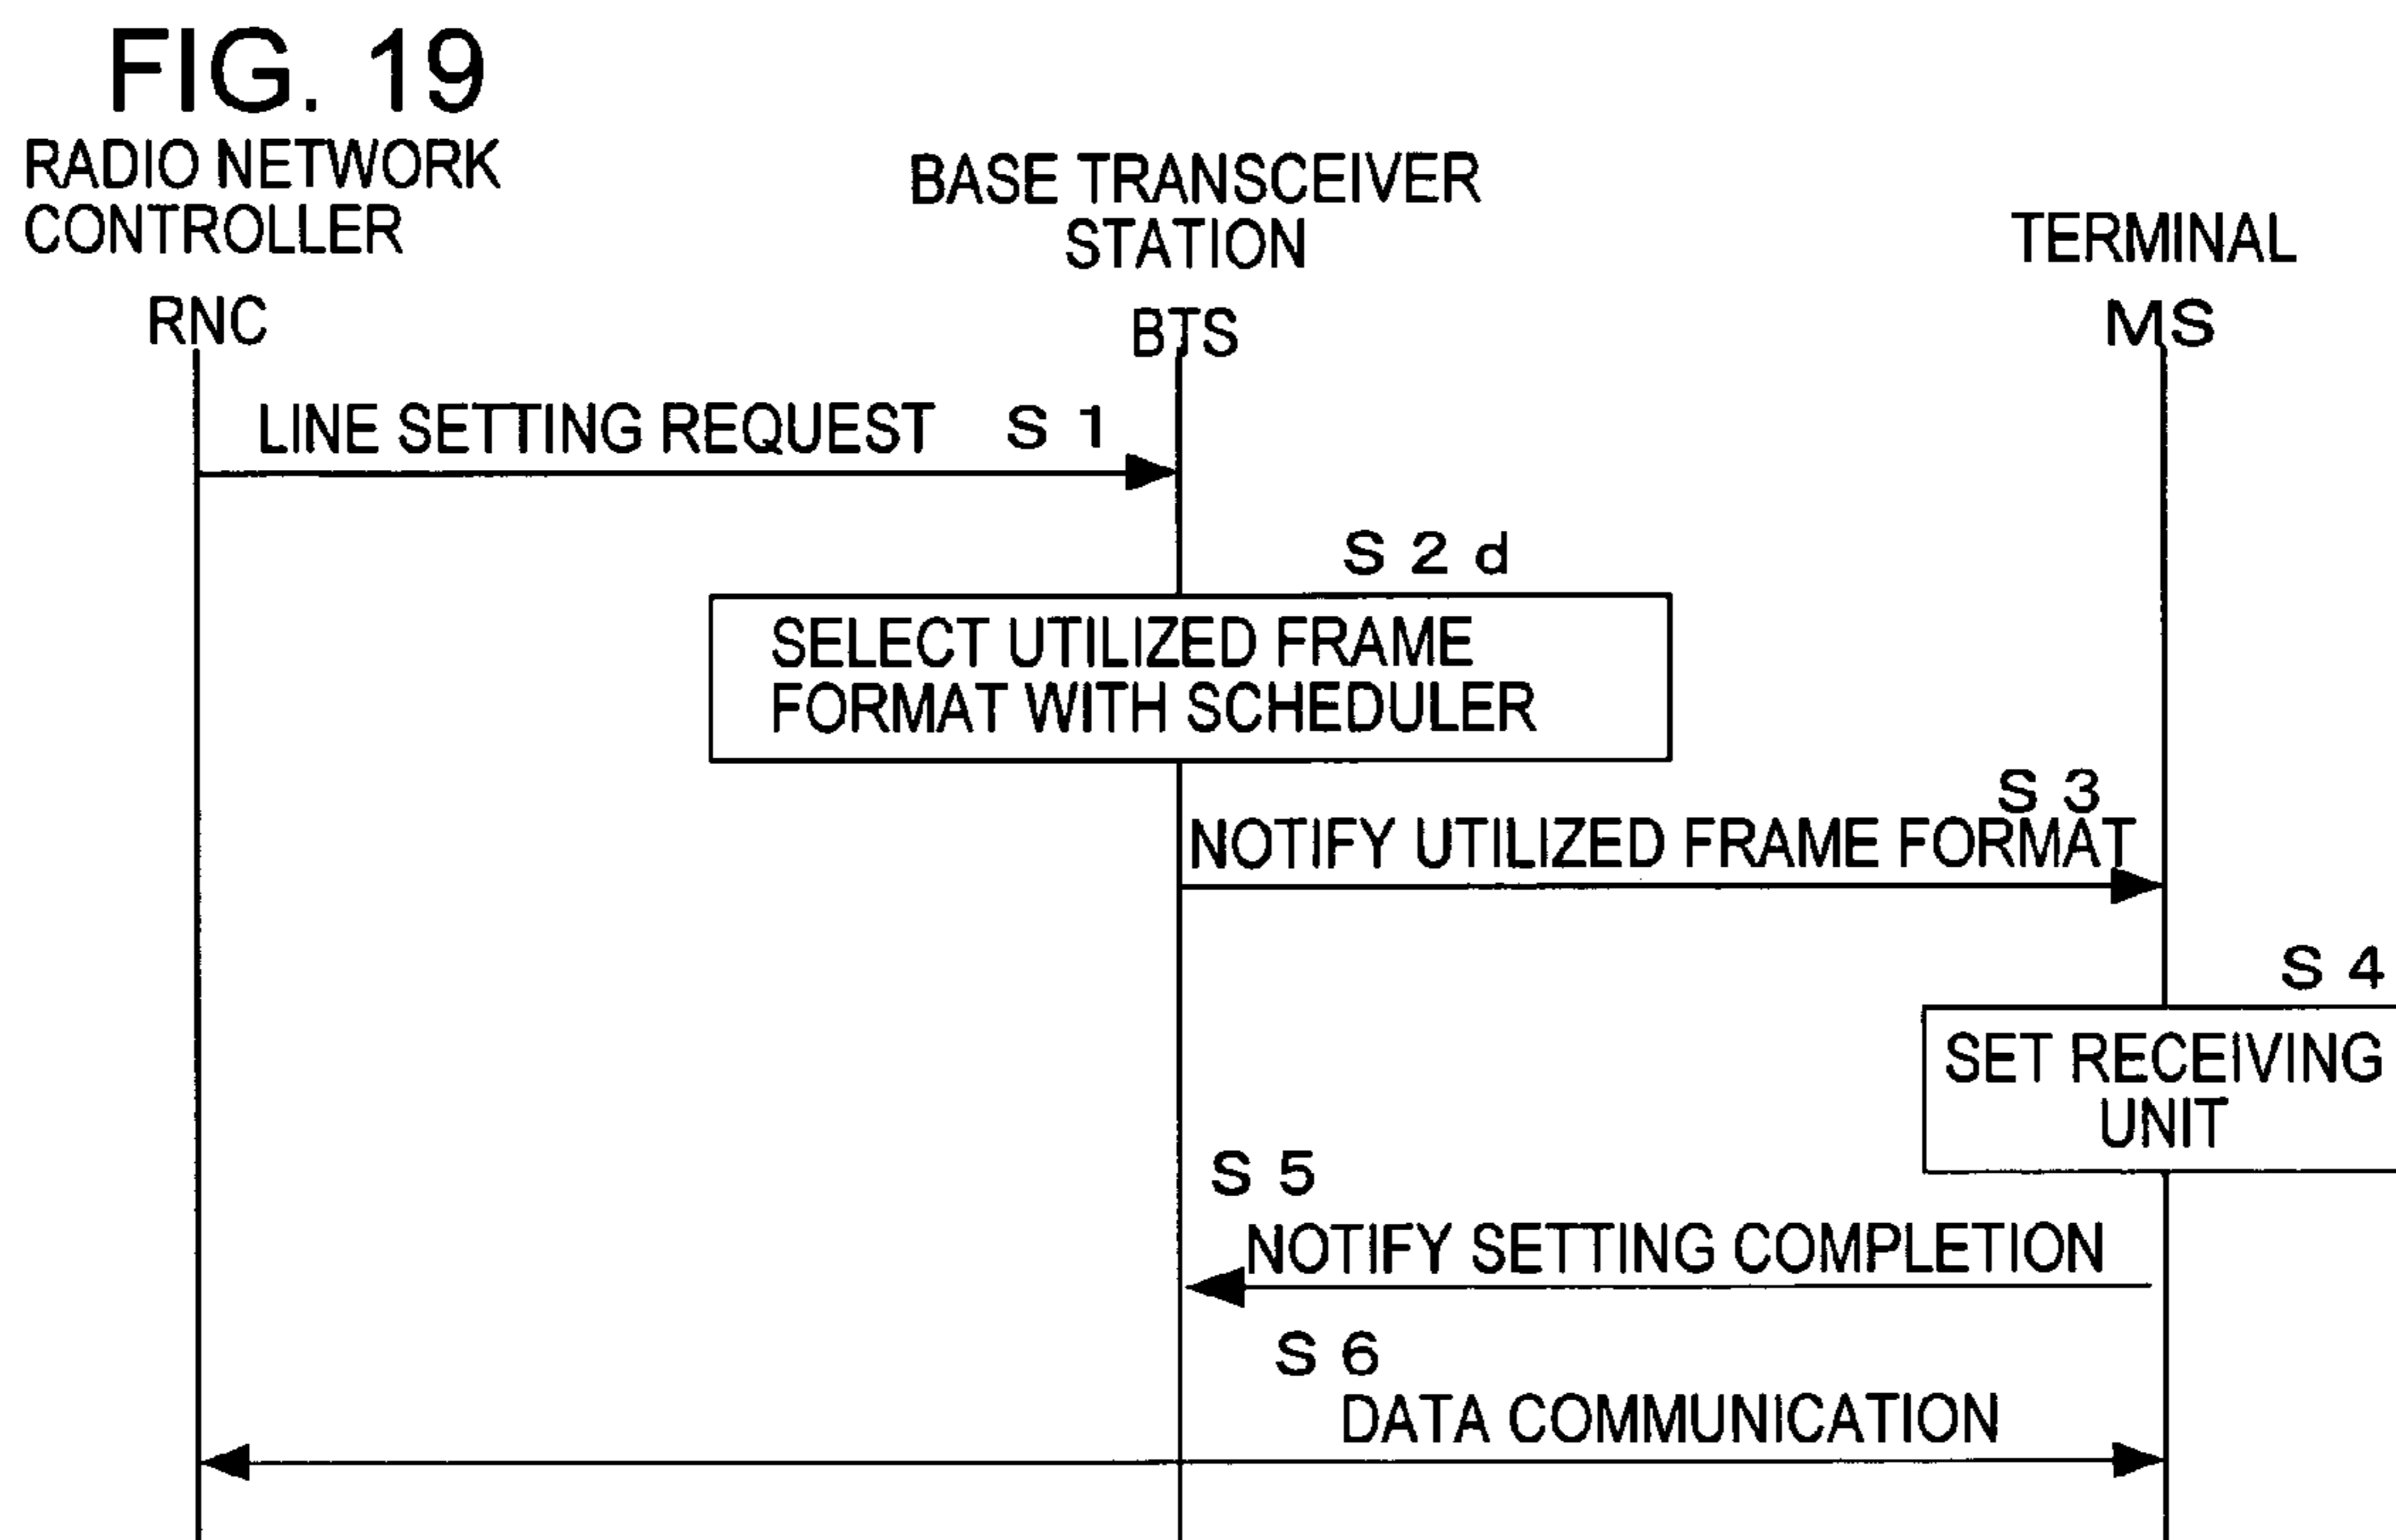 FIG. 19
RADIO NETWORK
CONTROLLER
RNC
BASE TRANSCEIVER
STATION
BTS
TERMINAL
MS
LINE SETTING REQUEST S 1
S 2 d
SELECT UTILIZED FRAME
FORMAT WITH SCHEDULER
S 3
NOTIFY UTILIZED FRAME FORMAT
S 4
SET RECEIVING
UNIT
S 5
NOTIFY SETTING COMPLETION
S 6
DATA COMMUNICATION